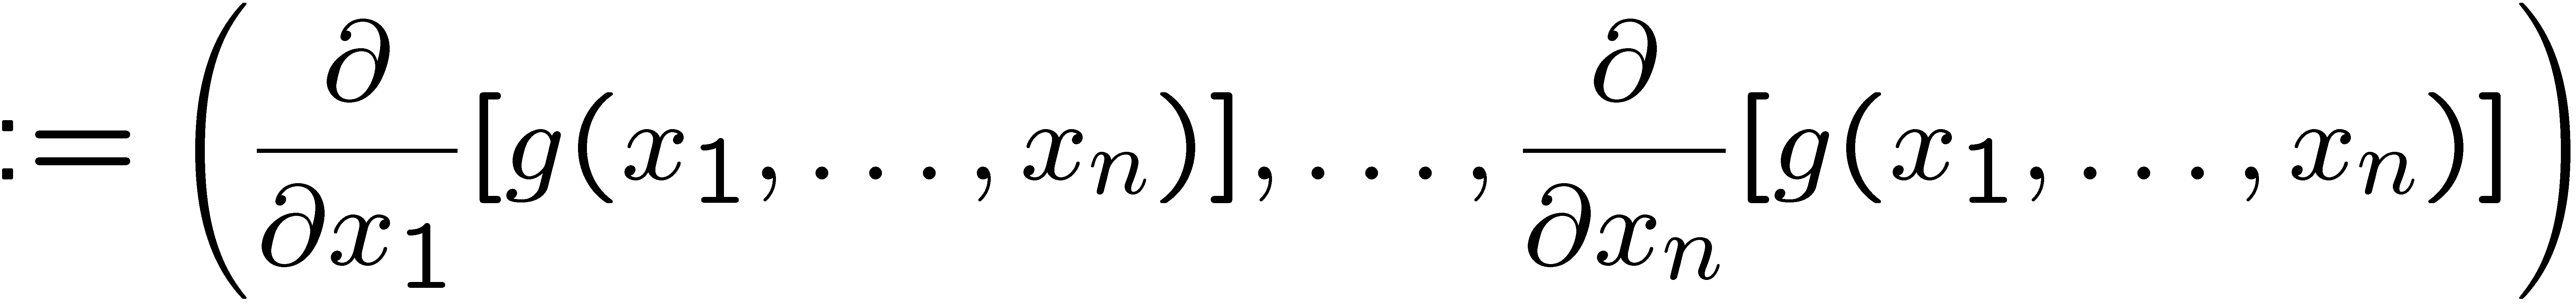 := \left( \frac{\partial}{\partial x_1}[g(x_1, \ldots, x_n)], \ldots, \frac{\partial}{\partial x_n}[g(x_1, \ldots, x_n)] \right)